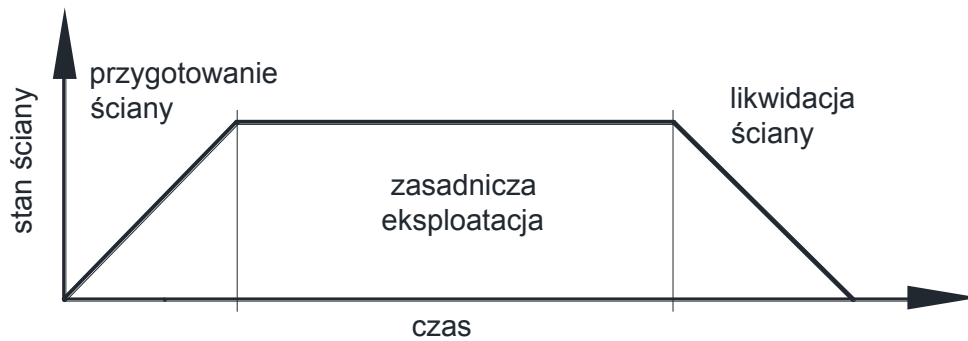 przygotowanie
ściany
likwidacja
ściany
stan ściany
zasadnicza
eksploatacja
czas